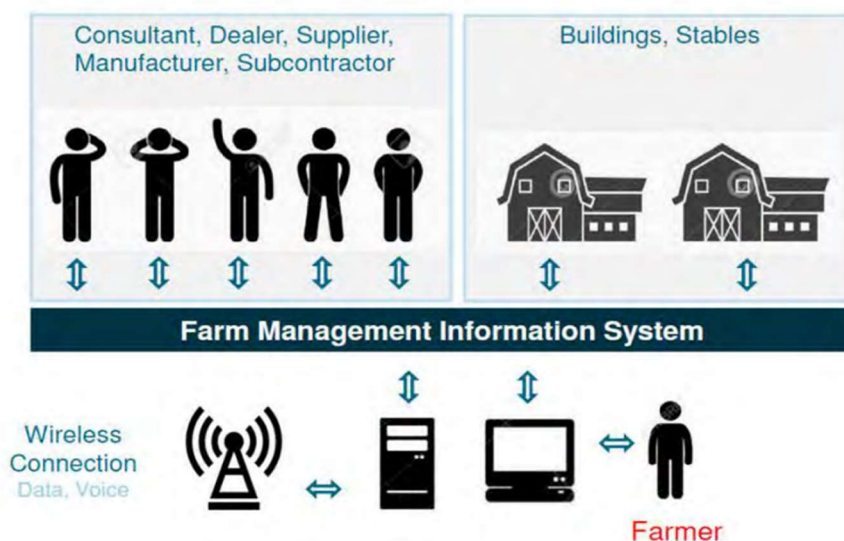 Consultant, Dealer, Supplier,
Manufacturer, Subcontractor
Buildings, Stables
Farm Management Information System
Wireless
Connection
Data, Voice
Farmer